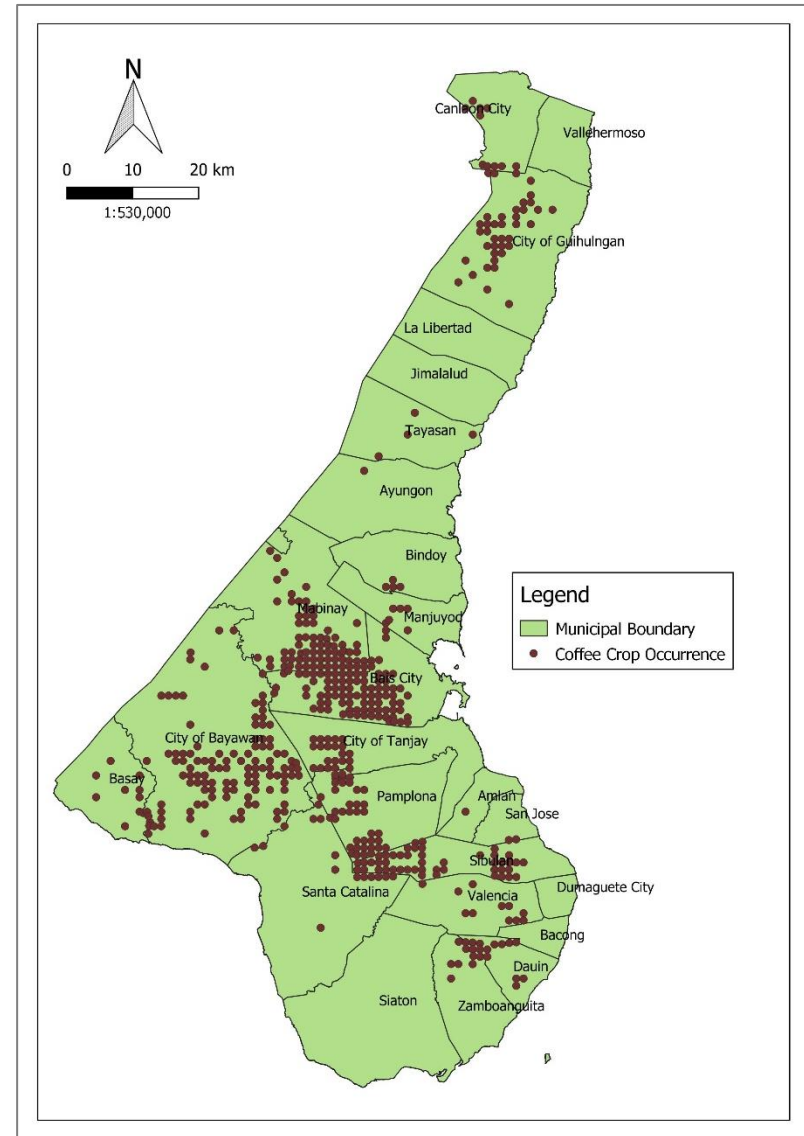 N
0 10 20 km
1:530,000
Canlaon City
Vallehermoso
City of Guihulngan
La Libertad
Jimalalud
Tayasan
Ayungon
Bindoy
Mabinay
Manjuyod
Bais City
City of Bayawan
City of Tanjay
Basay
Pamplona
Amlan
San Jose
Sibulan
Santa Catalina
Valencia
Dumaguete City
Bacong
Dauin
Siaton
Zamboanguita
Legend
Municipal Boundary
Coffee Crop Occurrence